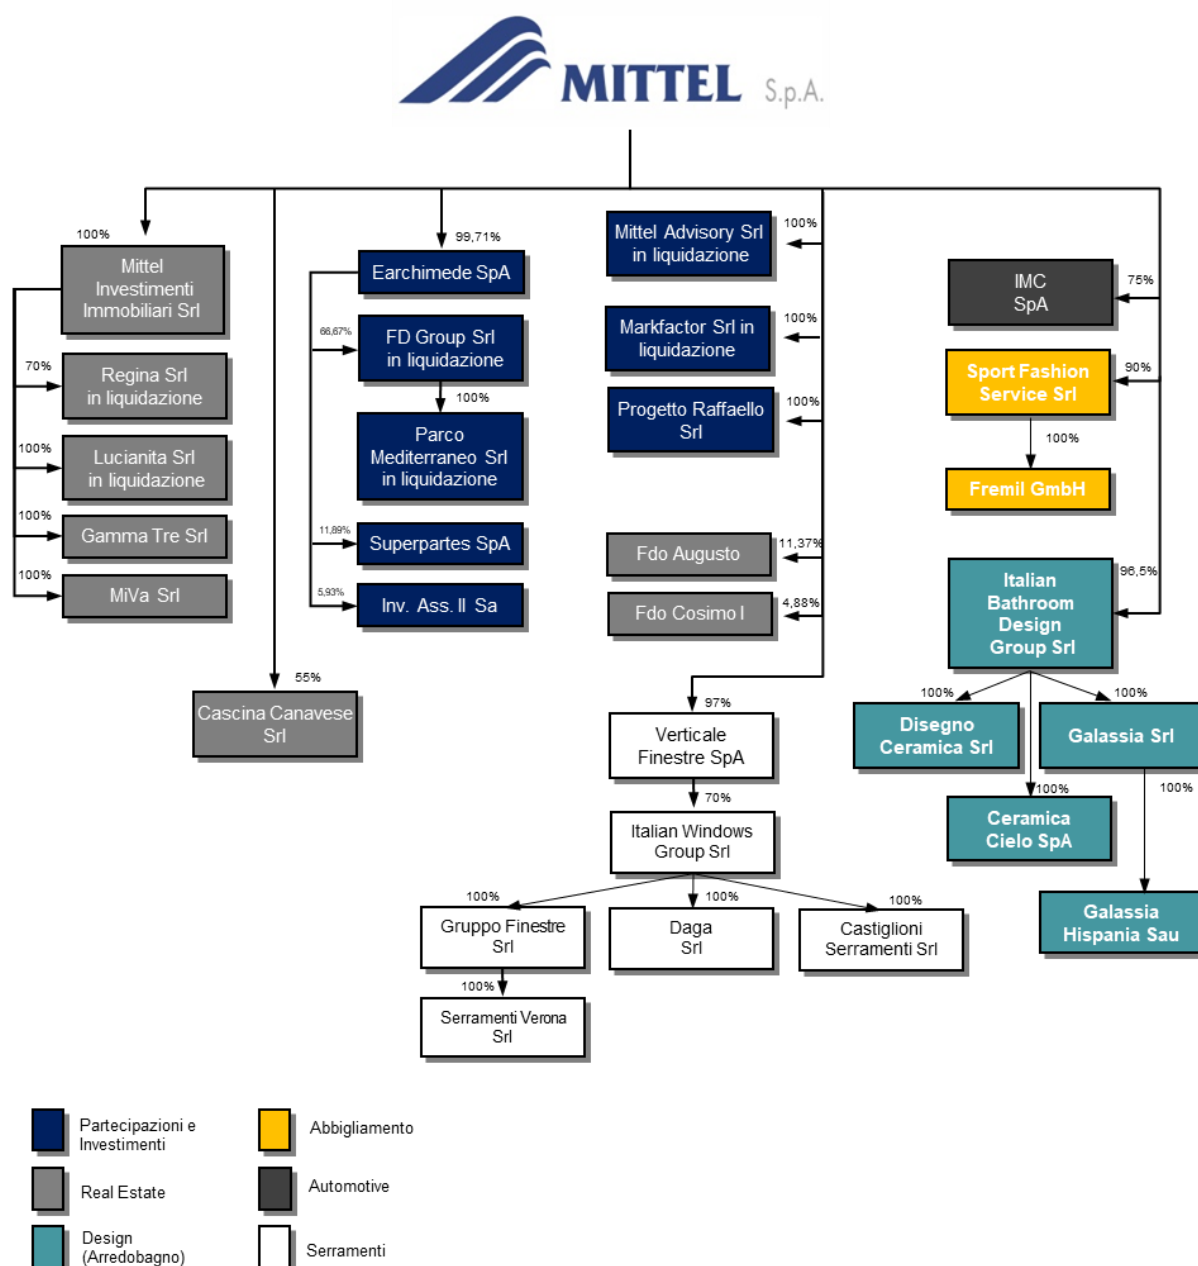 MITTEL S.p.A.
100%
Mittel
Investimenti
Immobiliari Srl
70%
Regina Srl
in liquidazione
100%
Lucianita Srl
in liquidazione
100%
Gamma Tre Srl
100%
MiVa Srl
55%
Cascina Canavese
Srl
99,71%
Earchimede SpA
66,67%
FD Group Srl
in liquidazione
100%
Parco
Mediterraneo Srl
in liquidazione
11,89%
Superpartes SpA
5,93%
Inv. Ass. II Sa
Mittel Advisory Srl
in liquidazione
100%
Markfactor Srl in
liquidazione
100%
Progetto Raffaello
Srl
100%
Fdo Augusto
11,37%
Fdo Cosimo I
4,88%
97%
Verticale
Finestre SpA
70%
Italian Windows
Group Srl
100%
Gruppo Finestre
Srl
100%
Serramenti Verona
Srl
100%
Daga
Srl
100%
Castiglioni
Serramenti Srl
IMC
SpA
75%
Sport Fashion
Service Srl
90%
100%
Fremil GmbH
Italian
Bathroom
Design
Group Srl
96,5%
100%
Disegno
Ceramica Srl
100%
Galassia Srl
100%
Ceramica
Cielo SpA
100%
Galassia
Hispania Sau
Partecipazioni e
Investimenti
Abbigliamento
Real Estate
Automotive
Design
(Arredobagno)
Serramenti